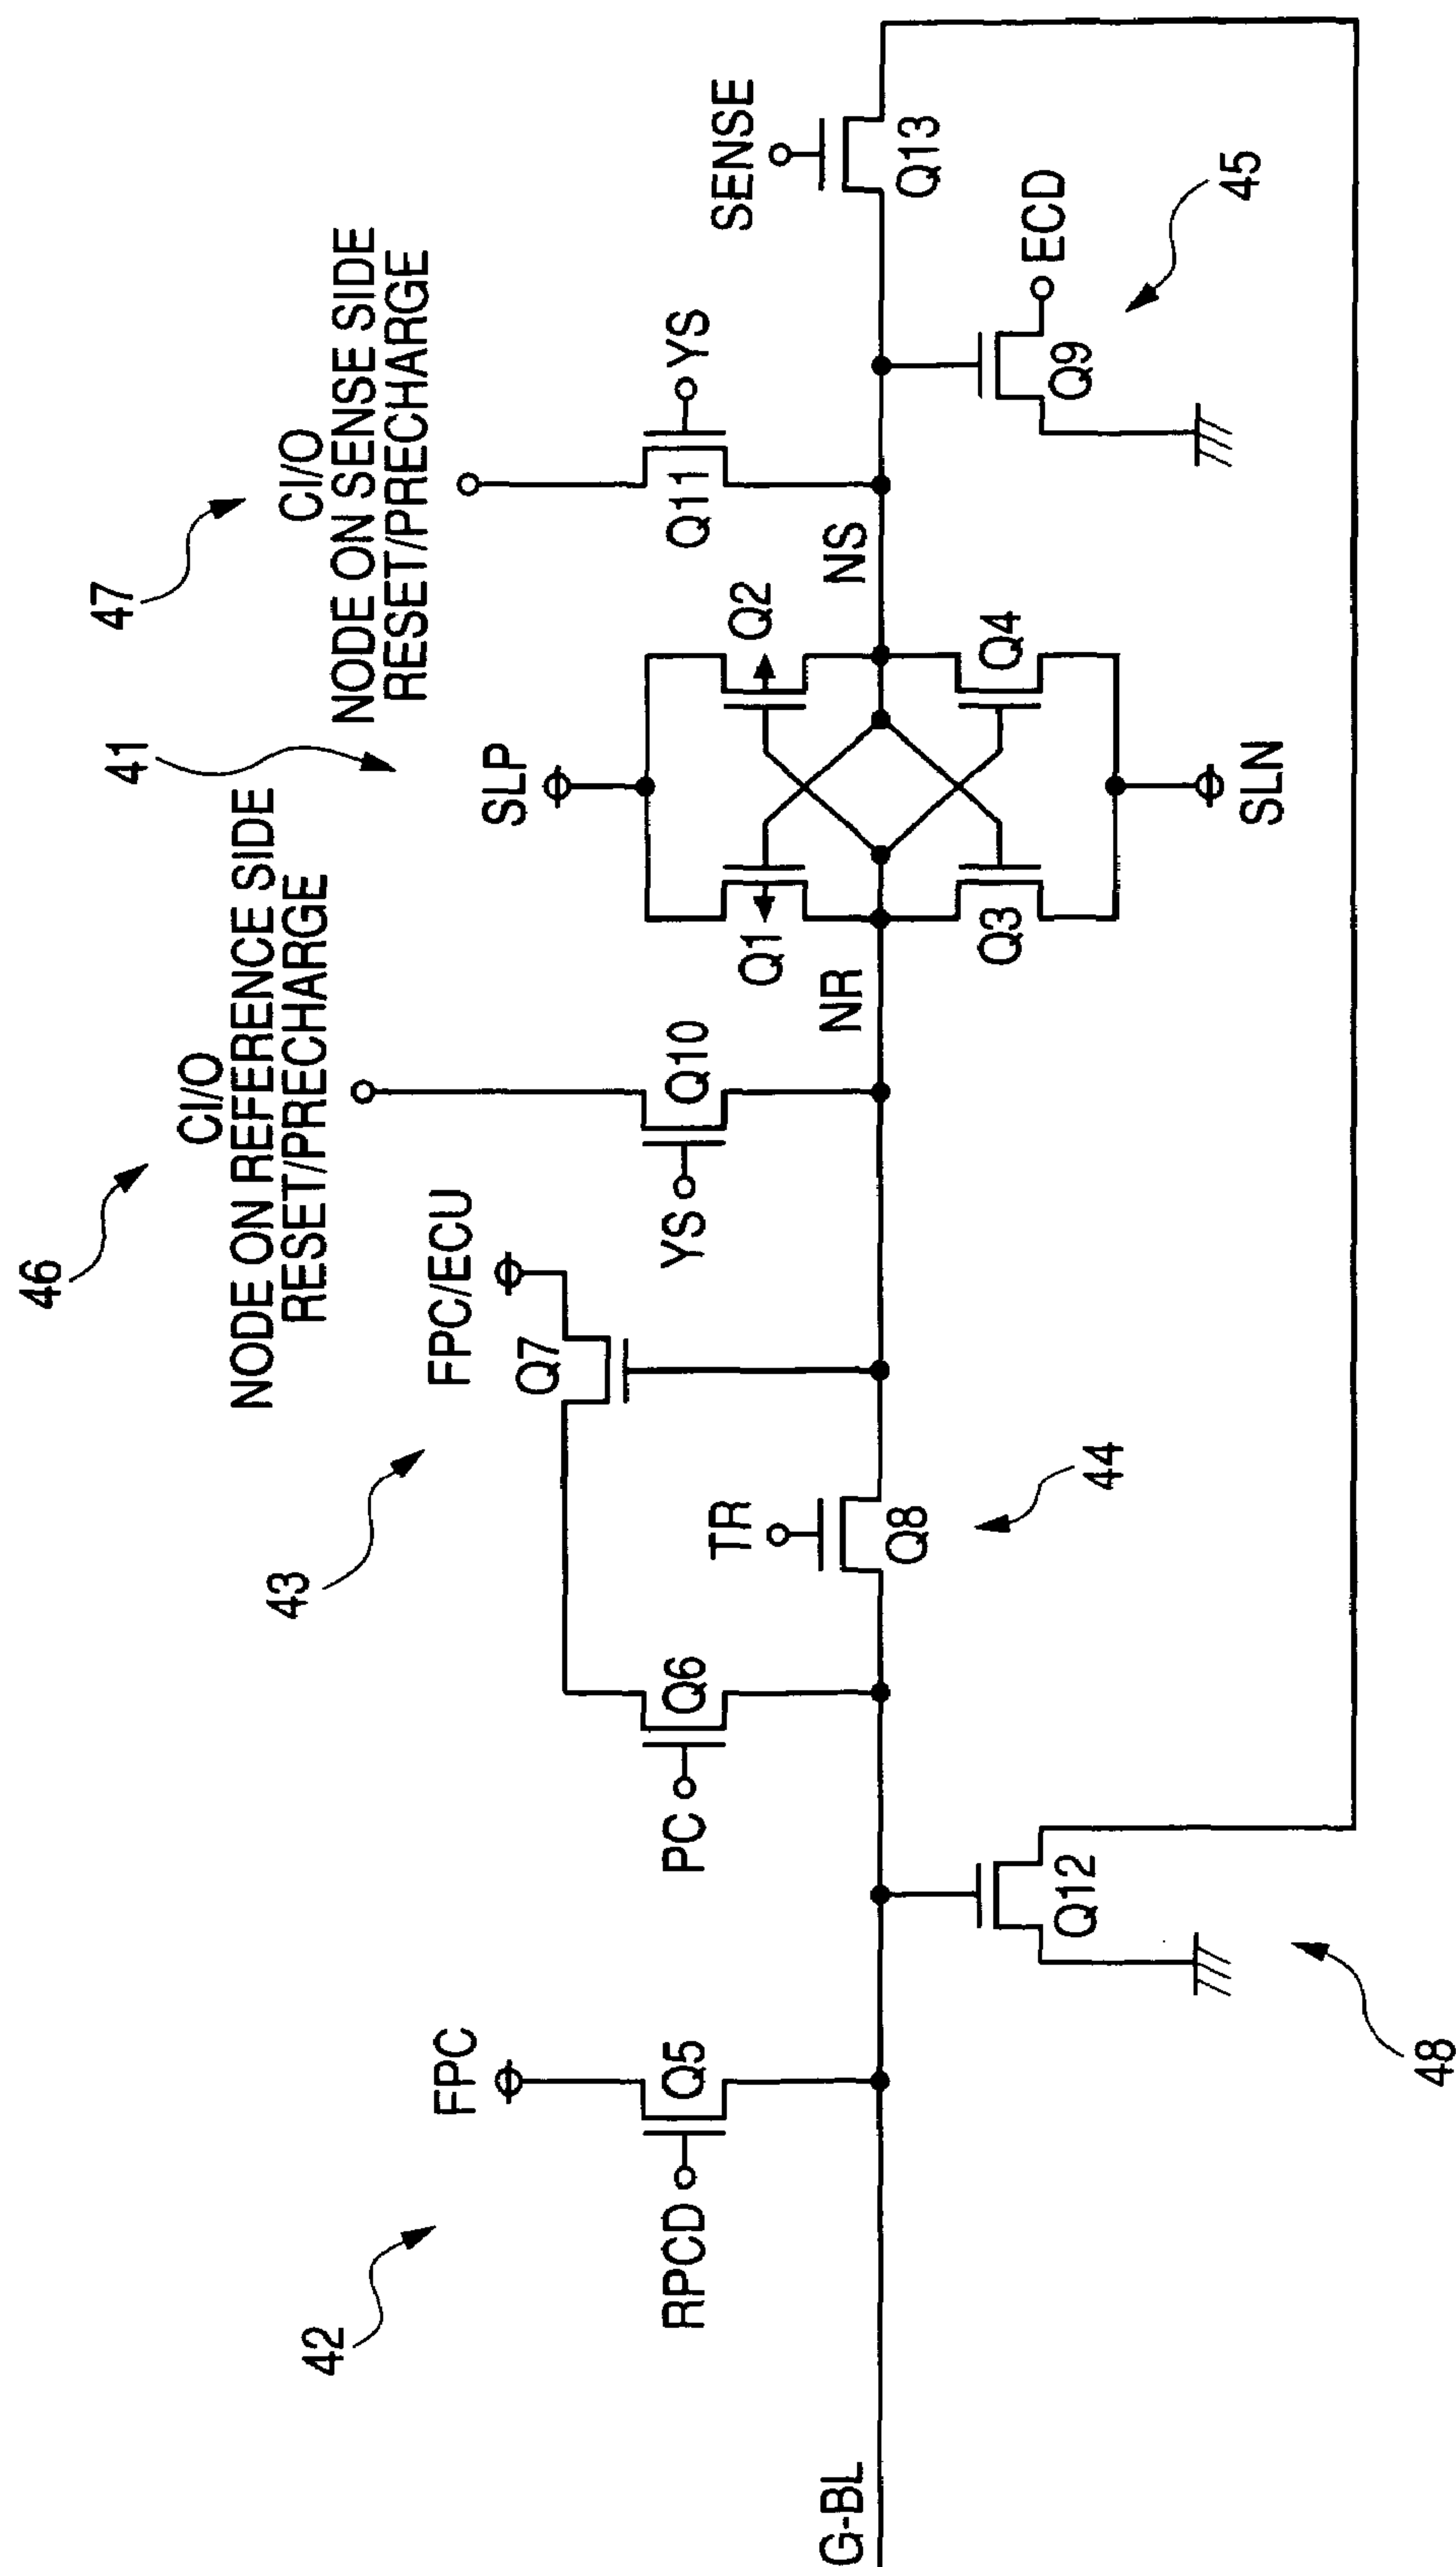 46
CI/O
NODE ON REFERENCE SIDE
RESET/PRECHARGE
47
CI/O
NODE ON SENSE SIDE
RESET/PRECHARGE
41
42
FPC
RPCD
Q5
43
FPC/ECU
Q7
PC
Q6
TR
Q8
44
YS
Q10
SLP
Q1
Q2
NR
NS
Q3
Q4
SLN
Q11
YS
SENSE
Q13
Q9
ECD
45
G-BL
Q12
48